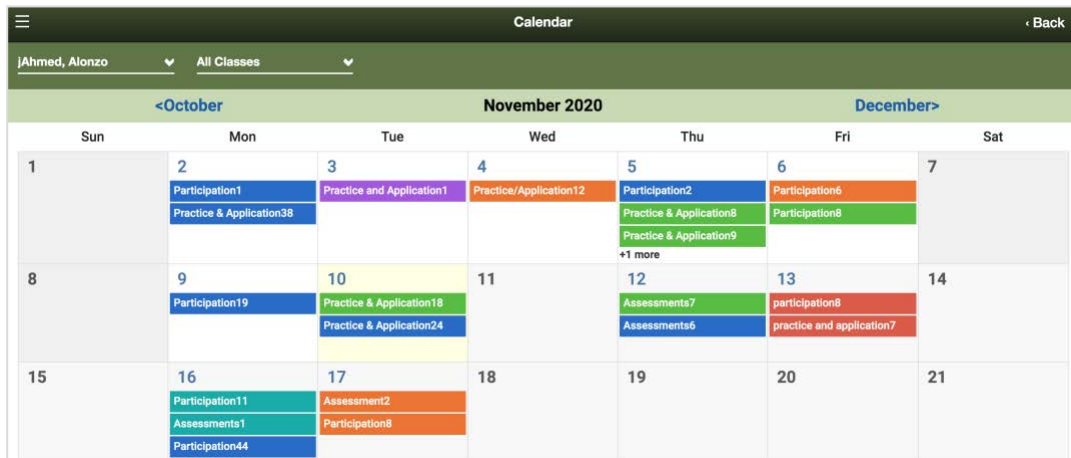 Calendar
‹ Back
jAhmed, Alonzo
All Classes
<October
November 2020
December>
Sun Mon Tue Wed Thu Fri Sat
1 2 3 4 5 6 7
Participation1 Practice and Application1 Practice/Application12 Participation2 Participation6
Practice & Application38 Practice & Application8 Participation8
Practice & Application9
+1 more
8 9 10 11 12 13 14
Participation19 Practice & Application18 Assessments7 participation8
Practice & Application24 Assessments6 practice and application7
15 16 17 18 19 20 21
Participation11 Assessment2
Assessments1 Participation8
Participation44